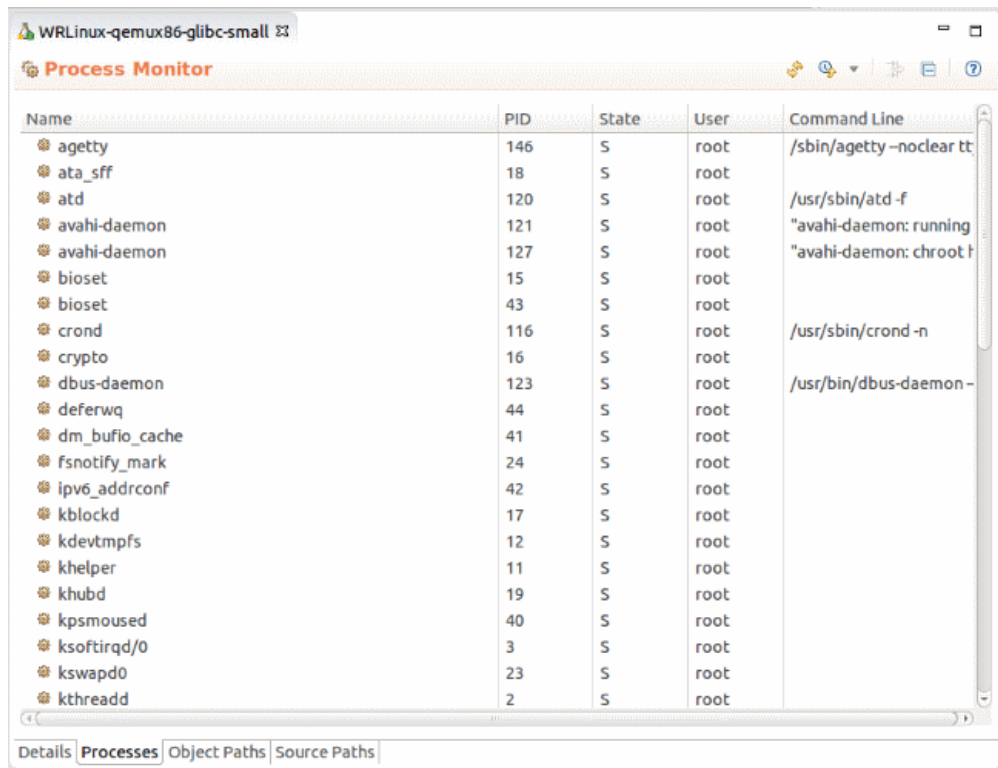 WRLinux-qemux86-glibc-small
Process Monitor
Name PID State User Command Line
agetty 146 S root /sbin/agetty --noclear tt
ata_sff 18 S root
atd 120 S root /usr/sbin/atd -f
avahi-daemon 121 S root "avahi-daemon: running
avahi-daemon 127 S root "avahi-daemon: chroot h
bioset 15 S root
bioset 43 S root
crond 116 S root /usr/sbin/crond -n
crypto 16 S root
dbus-daemon 123 S root /usr/bin/dbus-daemon -
deferwq 44 S root
dm_bufio_cache 41 S root
fsnotify_mark 24 S root
ipv6_addrconf 42 S root
kblockd 17 S root
kdevtmpfs 12 S root
khelper 11 S root
khubd 19 S root
kpsmoused 40 S root
ksoftirqd/0 3 S root
kswapd0 23 S root
kthreadd 2 S root
Details Processes Object Paths Source Paths